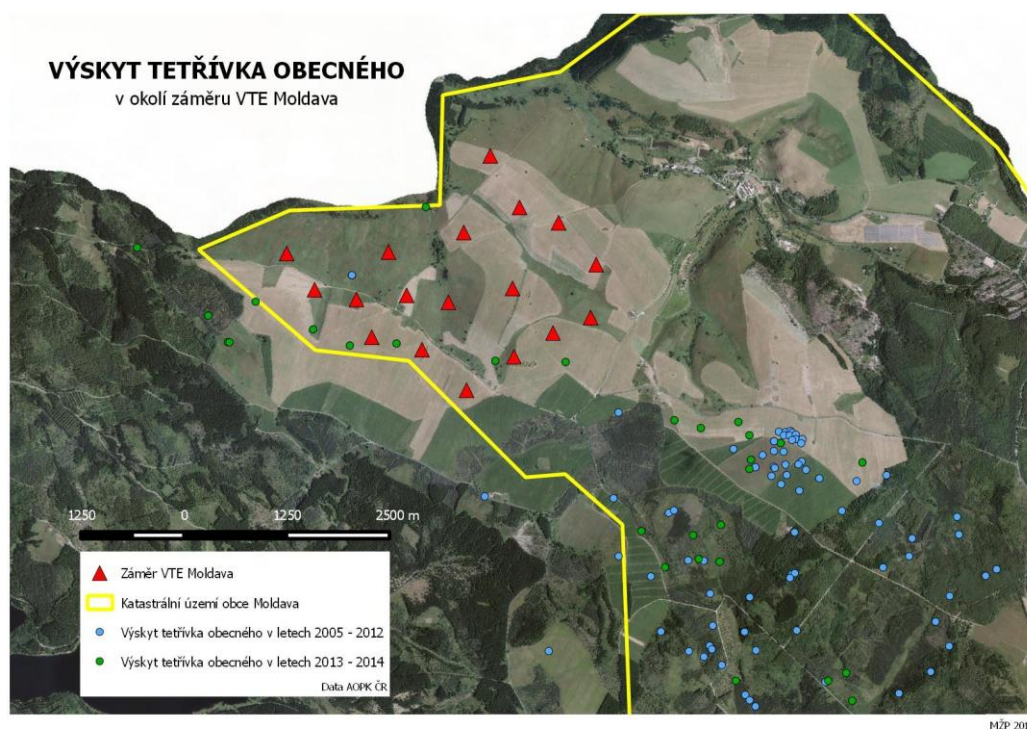 VÝSKYT TETŘÍVKA OBECNÉHO
v okolí záměru VTE Moldava
1250 0 1250 2500 m
Záměr VTE Moldava
Katastrální území obce Moldava
Výskyt tetřívka obecného v letech 2005 - 2012
Výskyt tetřívka obecného v letech 2013 - 2014
Data AOPK ČR
MŽP